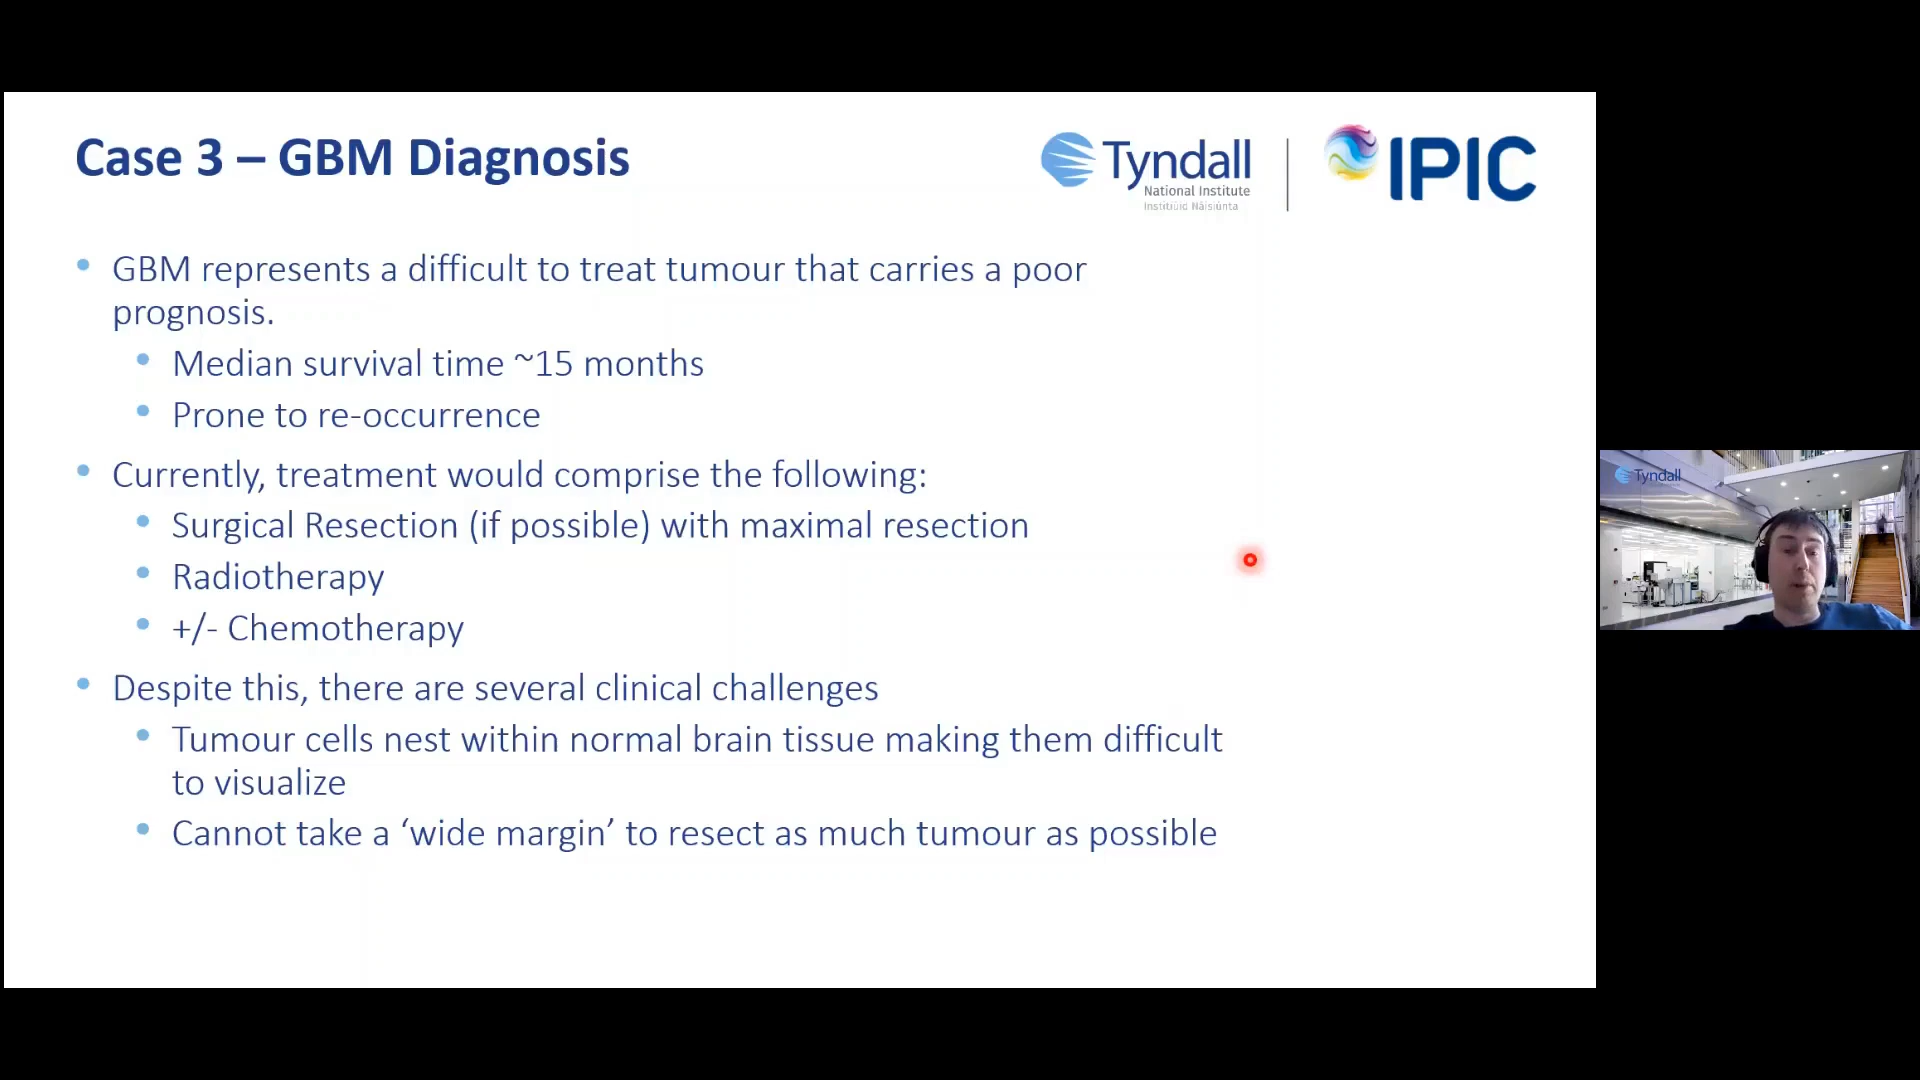 Case 3 – GBM Diagnosis
Tyndall
National Institute
Institiúid Náisiúnta
IPIC
• GBM represents a difficult to treat tumour that carries a poor
prognosis.
• Median survival time ~15 months
• Prone to re-occurrence
• Currently, treatment would comprise the following:
• Surgical Resection (if possible) with maximal resection
• Radiotherapy
• +/- Chemotherapy
• Despite this, there are several clinical challenges
• Tumour cells nest within normal brain tissue making them difficult
to visualize
• Cannot take a ‘wide margin’ to resect as much tumour as possible
Tyndall